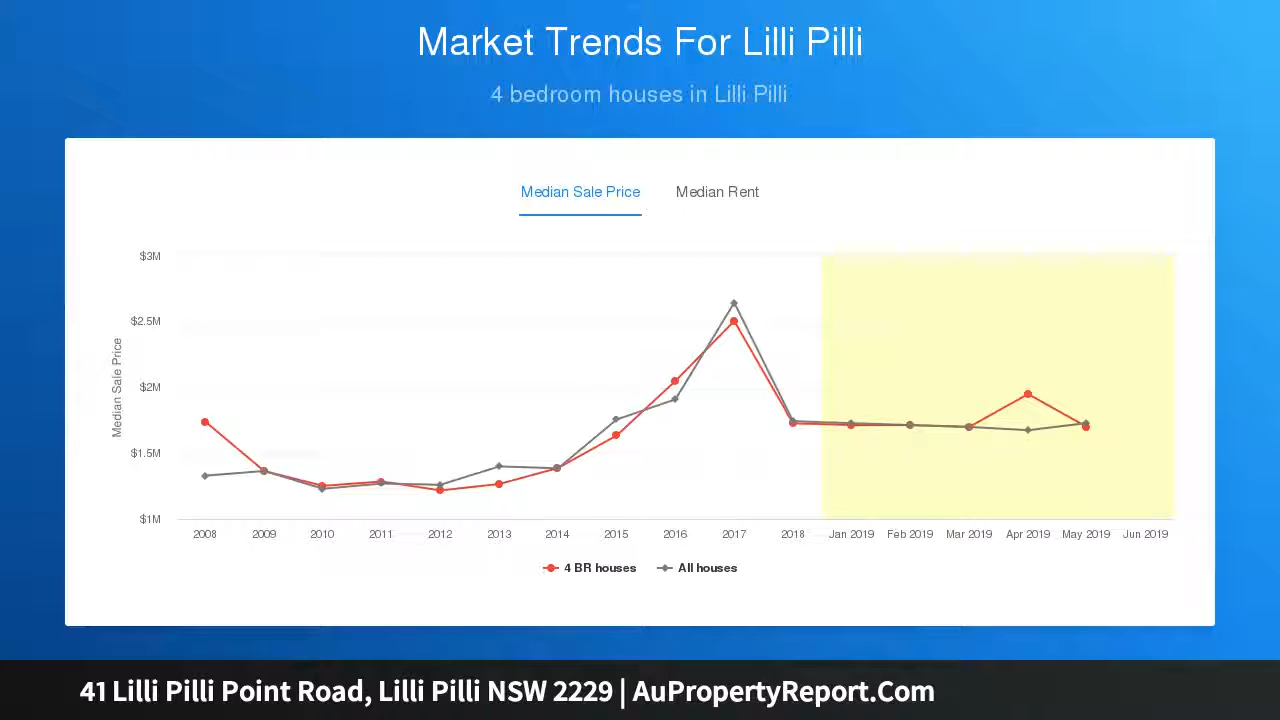 Market Trends For Lilli Pilli
4 bedroom houses in Lilli Pilli
Median Sale Price Median Rent
Median Sale Price
$3M
$2.5M
$2M
$1.5M
$1M
2008 2009 2010 2011 2012 2013 2014 2015 2016 2017 2018 Jan 2019 Feb 2019 Mar 2019 Apr 2019 May 2019 Jun 2019
4 BR houses All houses
41 Lilli Pilli Point Road, Lilli Pilli NSW 2229 | AuPropertyReport.Com